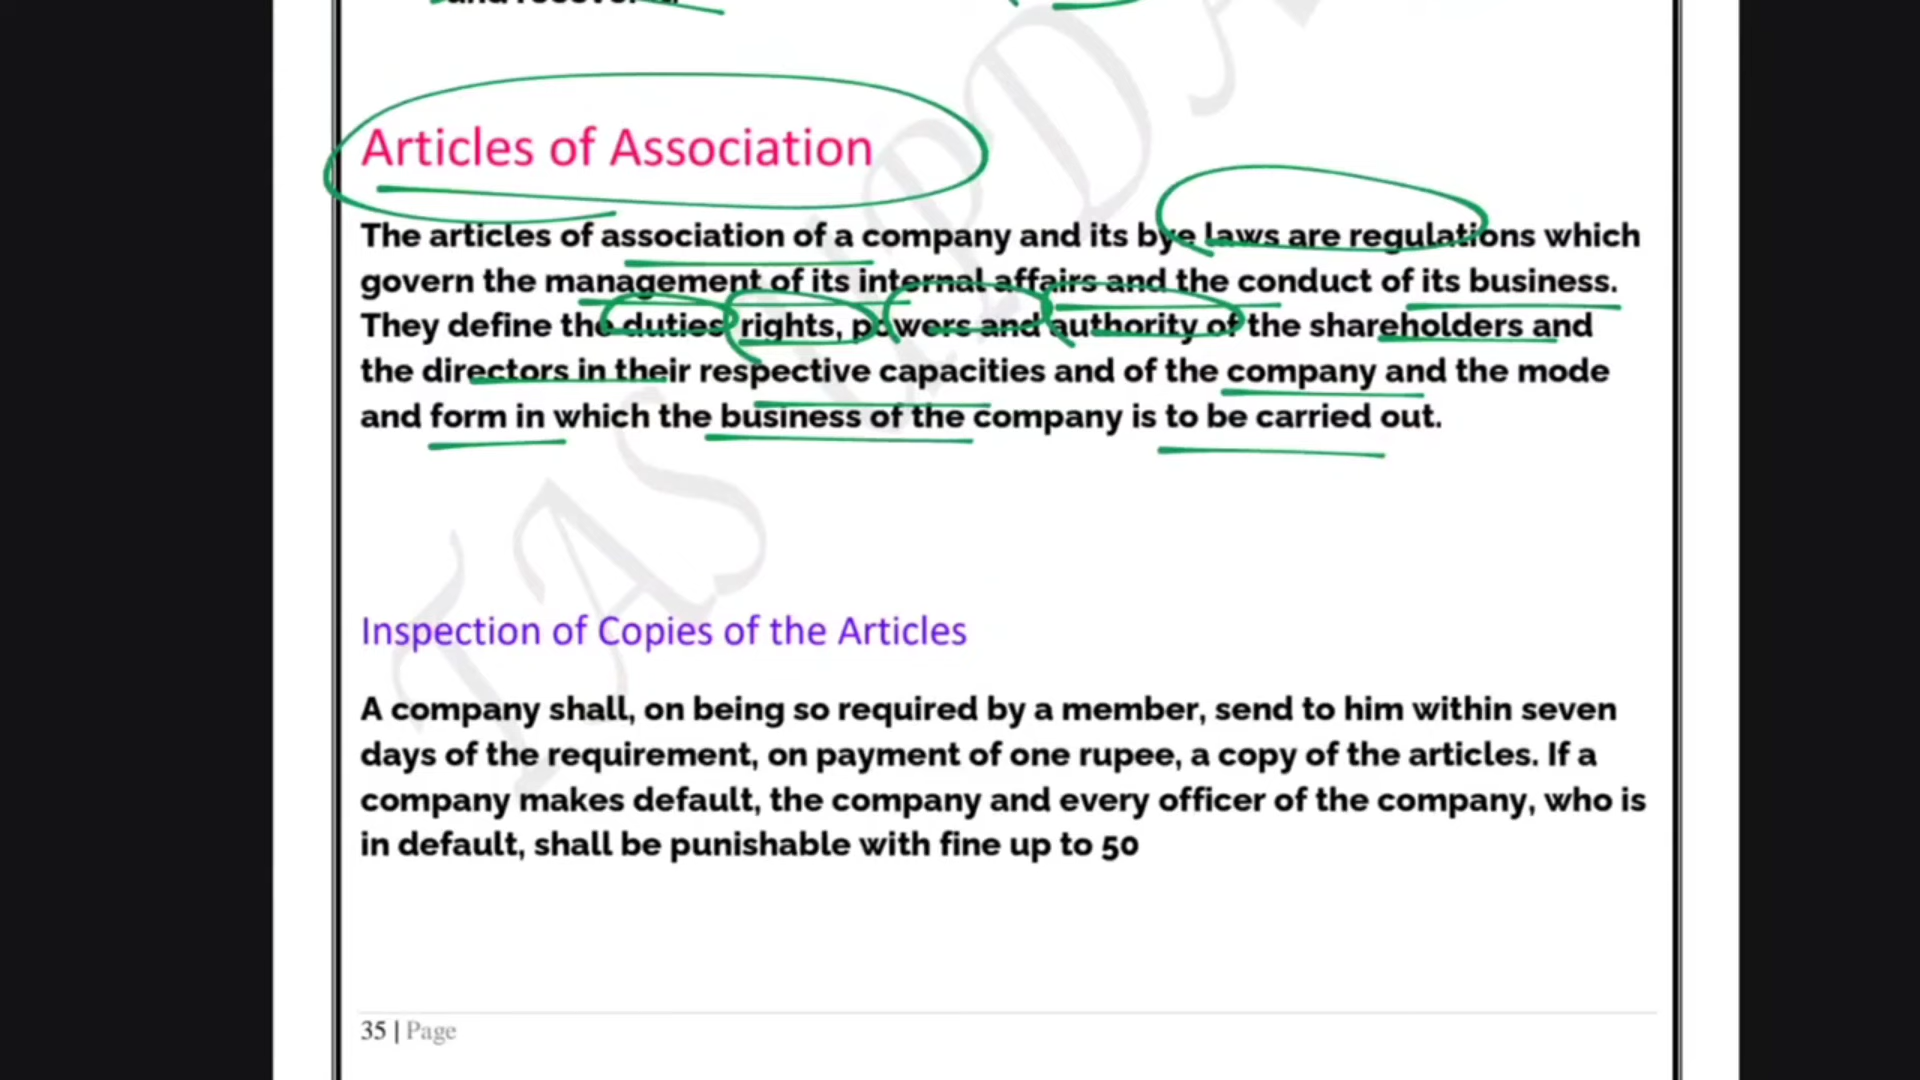 Articles of Association
The articles of association of a company and its bye laws are regulations which
govern the management of its internal affairs and the conduct of its business.
They define the duties rights, powers and authority of the shareholders and
the directors in their respective capacities and of the company and the mode
and form in which the business of the company is to be carried out.
Inspection of Copies of the Articles
A company shall, on being so required by a member, send to him within seven
days of the requirement, on payment of one rupee, a copy of the articles. If a
company makes default, the company and every officer of the company, who is
in default, shall be punishable with fine up to 50
35 | Page